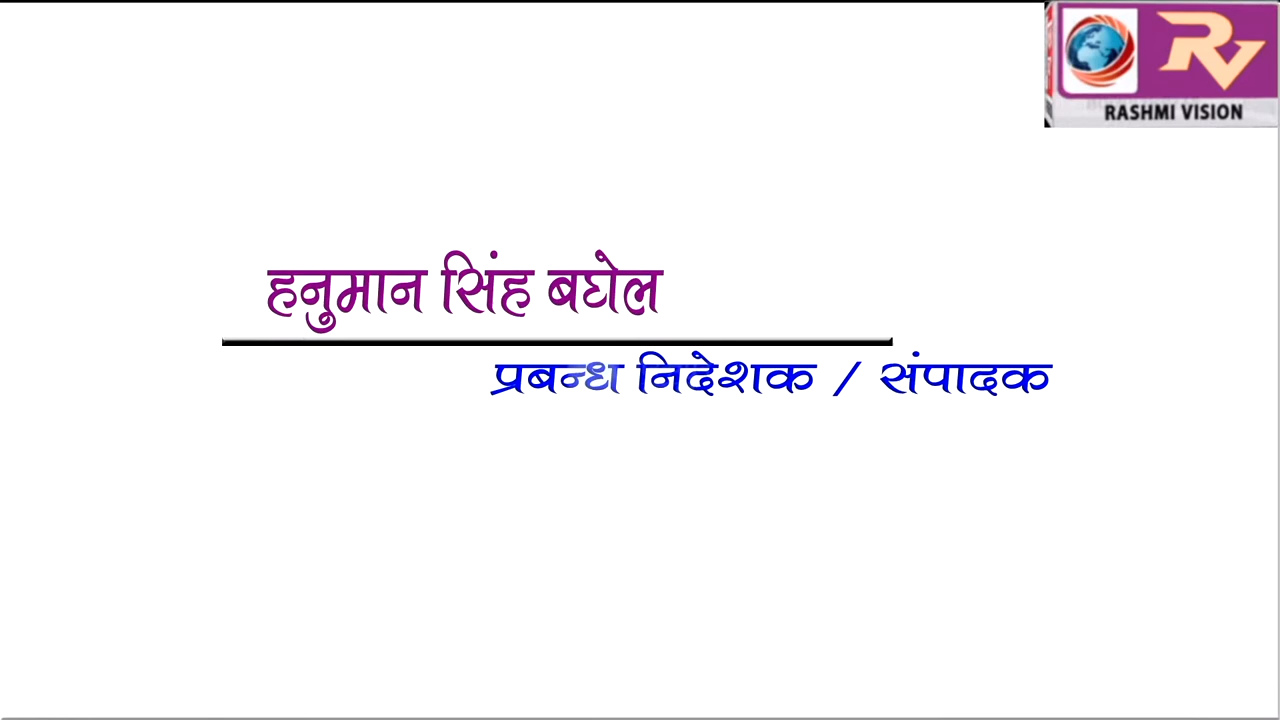 RV
RASHMI VISION
हनुमान सिंह बघेल
प्रबन्ध निदेशक / संपादक